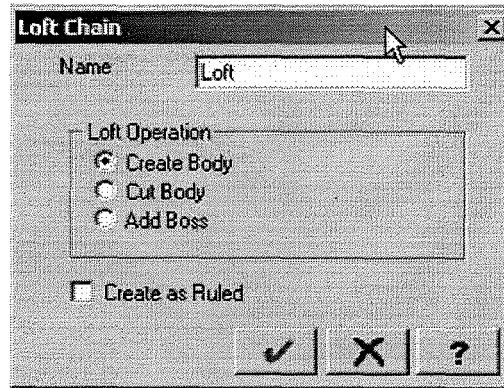 Loft Chain
Name Loft
Loft Operation
Create Body
Cut Body
Add Boss
Create as Ruled
?